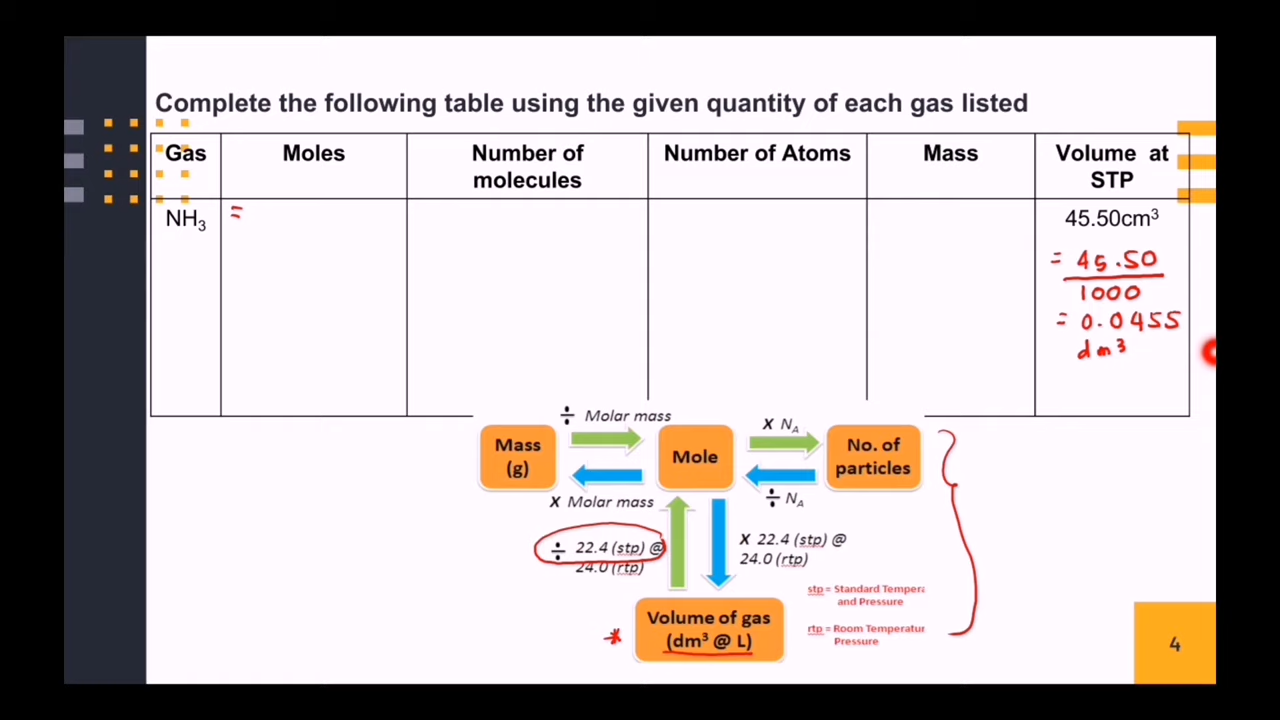 Complete the following table using the given quantity of each gas listed
Gas
Moles
Number of
molecules
Number of Atoms
Mass
Volume at
STP
NH₃
=
45.50cm³
= 45.50
1000
= 0.0455
dm³
÷ Molar mass
X N_A
Mass
(g)
Mole
No. of
particles
X Molar mass
÷ N_A
÷ 22.4 (stp) @
24.0 (rtp)
X 22.4 (stp) @
24.0 (rtp)
stp = Standard Tempera
and Pressure
* Volume of gas
(dm³ @ L)
rtp = Room Temperatur
Pressure
4